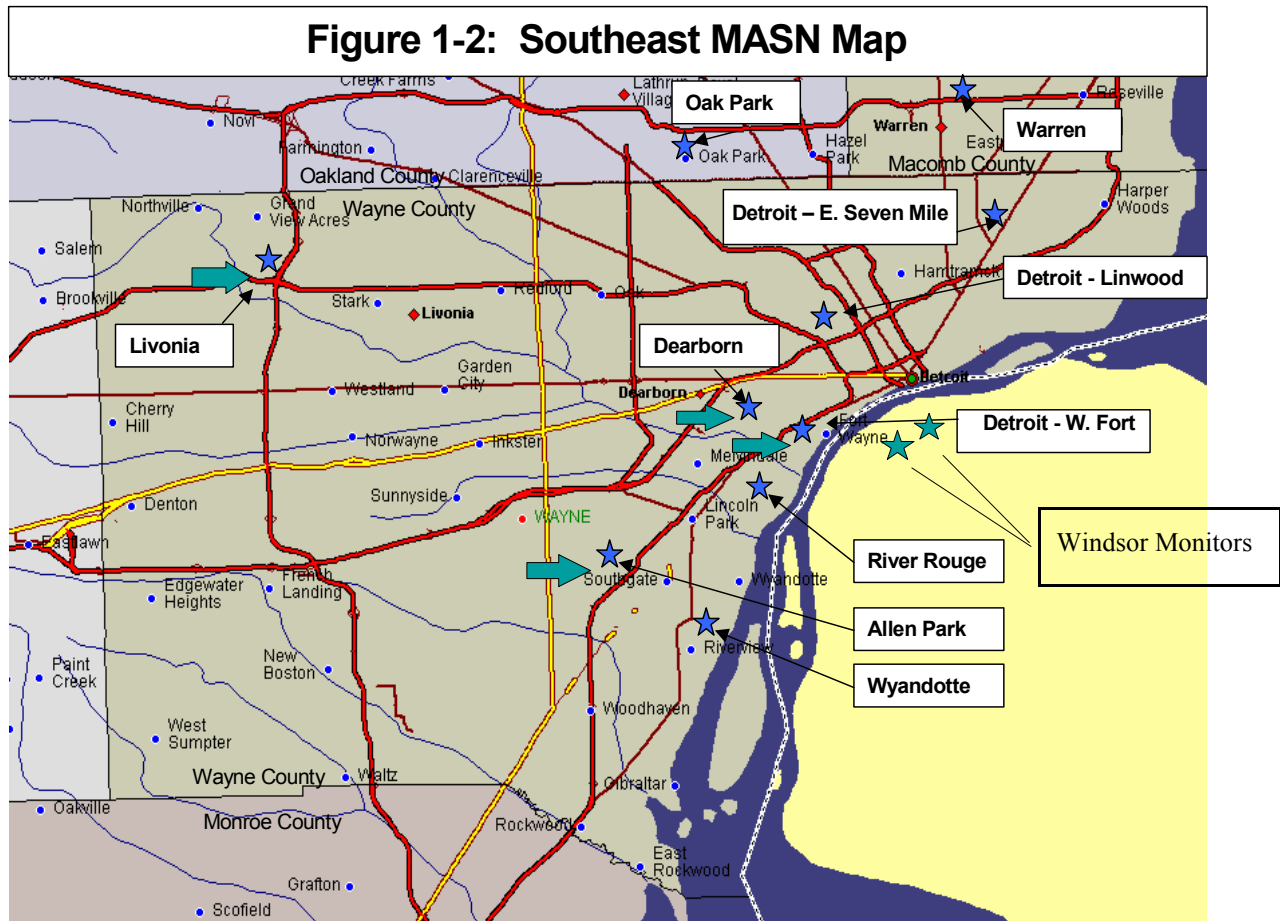 Figure 1-2:  Southeast MASN Map
Creek Farms
Lathrup
Village
Oak Park
Roseville
Novi
Warren
Warren
Farmington
Oak Park
Hazel
Park
East
Oakland County
Clarenceville
Macomb County
Northville
Grand
View Acres
Wayne County
Detroit – E. Seven Mile
Harper
Woods
Salem
Hamtramck
Detroit - Linwood
Brookville
Stark
Redford
Oak
Livonia
Livonia
Dearborn
Garden
City
Westland
Dearborn
Detroit
Cherry
Hill
Norwayne
Inkster
Fort
Wayne
Detroit - W. Fort
Melvindale
Sunnyside
Denton
WAYNE
Lincoln
Park
Windsor Monitors
Eastlawn
River Rouge
French
Landing
Edgewater
Heights
Southgate
Wyandotte
Allen Park
Riverview
New
Boston
Wyandotte
Paint
Creek
Woodhaven
West
Sumpter
Wayne County
Waltz
Gibraltar
Oakville
Monroe County
Rockwood
East
Rockwood
Grafton
Scofield